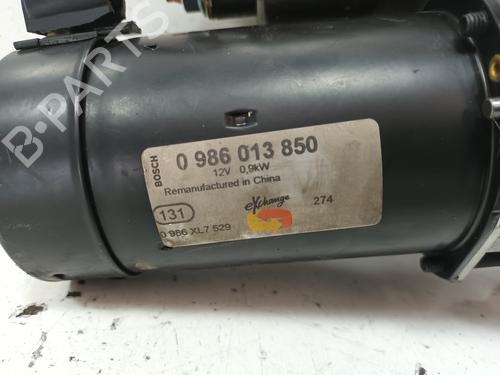 BOSCH
0 986 013 850
12V 0,9kW
Remanufactured in China
131
eXchange
274
0 986 XL7 529
B-PARTS